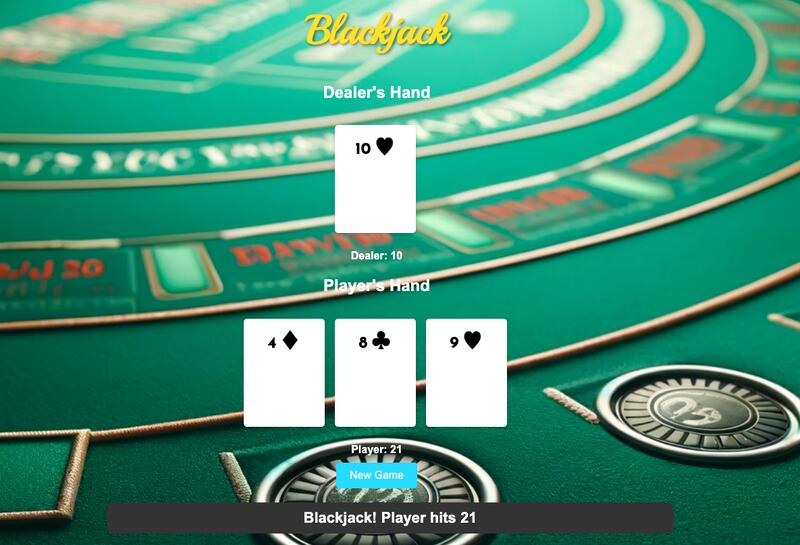 Blackjack
Dealer's Hand
10 ♥
Dealer: 10
Player's Hand
4 ♦ 8 ♣ 9 ♥
Player: 21
New Game
Blackjack! Player hits 21